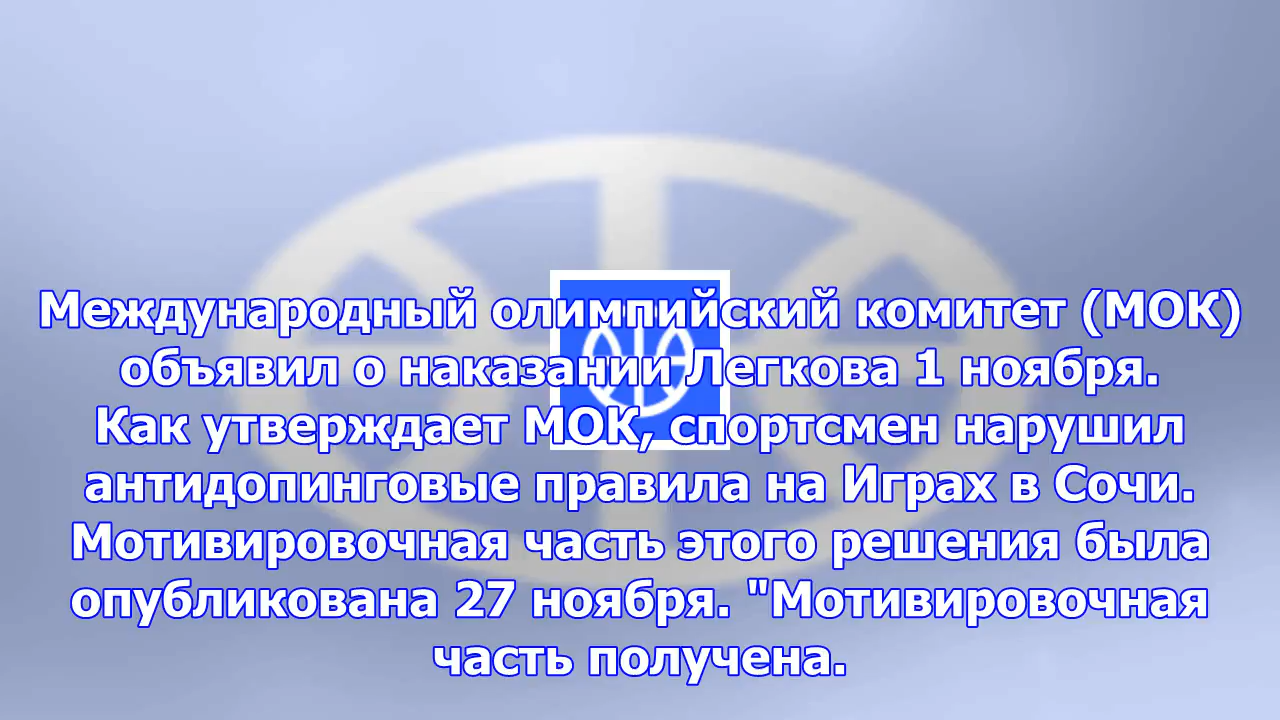 Международный олимпийский комитет (МОК)
объявил о наказании Легкова 1 ноября.
Как утверждает МОК, спортсмен нарушил
антидопинговые правила на Играх в Сочи.
Мотивировочная часть этого решения была
опубликована 27 ноября. "Мотивировочная
часть получена.